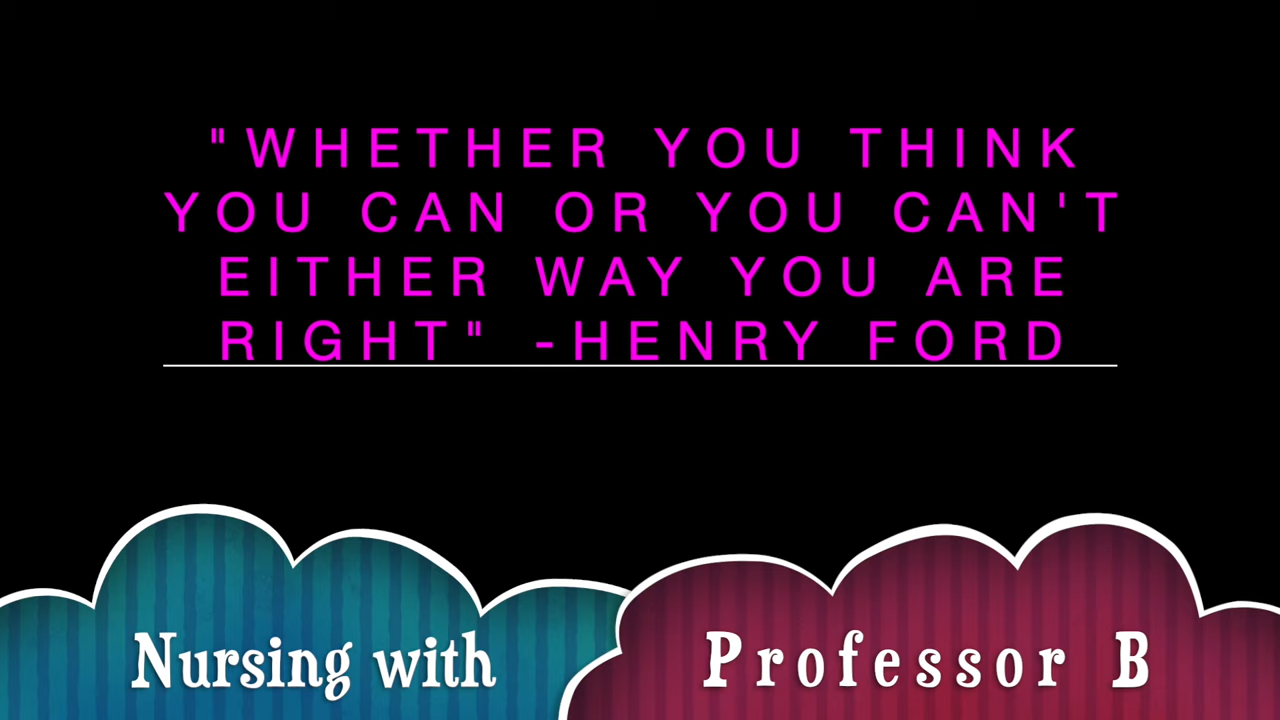 "WHETHER YOU THINK
YOU CAN OR YOU CAN'T
EITHER WAY YOU ARE
RIGHT" -HENRY FORD
Nursing with
Professor B